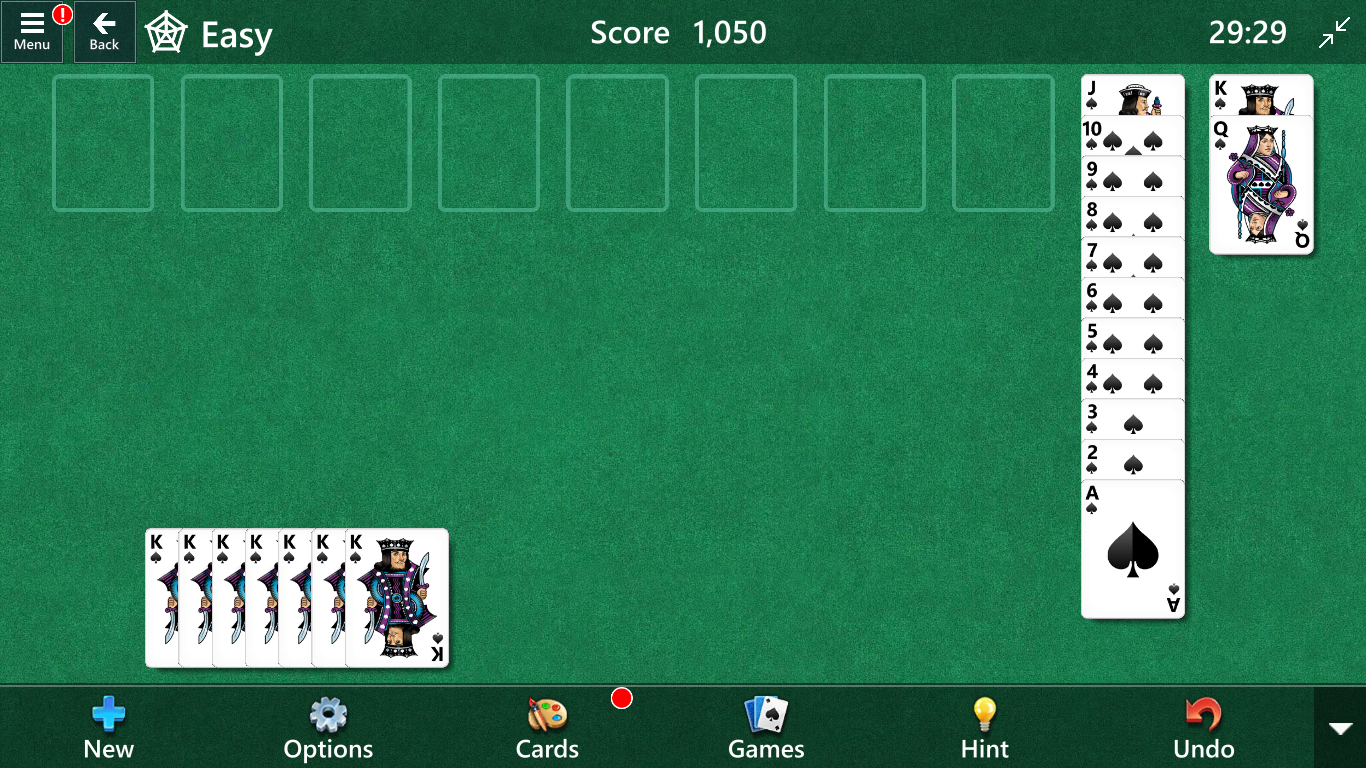 Menu ! Back Easy Score 1,050 29:29
J K
10 Q
9
8
7 Q
6
5
4
3
2
A
K K K K K K K
A
K
New Options Cards Games Hint Undo